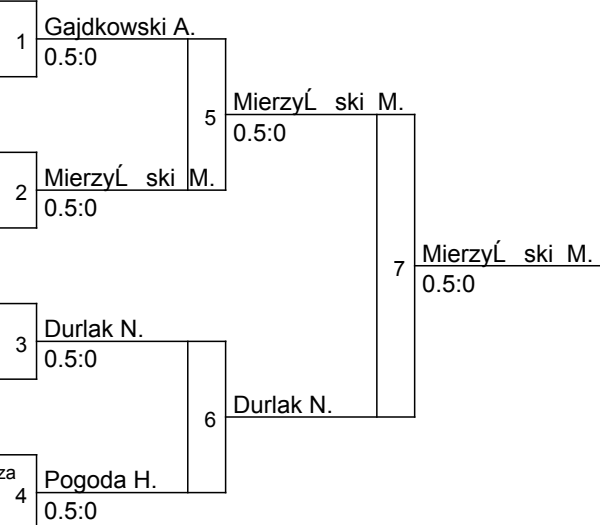 Gajdkowski A.
1
0.5:0
MierzyĹ ski M.
5
0.5:0
MierzyĹ ski M.
2
0.5:0
MierzyĹ ski M.
7
0.5:0
Durlak N.
3
0.5:0
Durlak N.
6
za
Pogoda H.
4
0.5:0